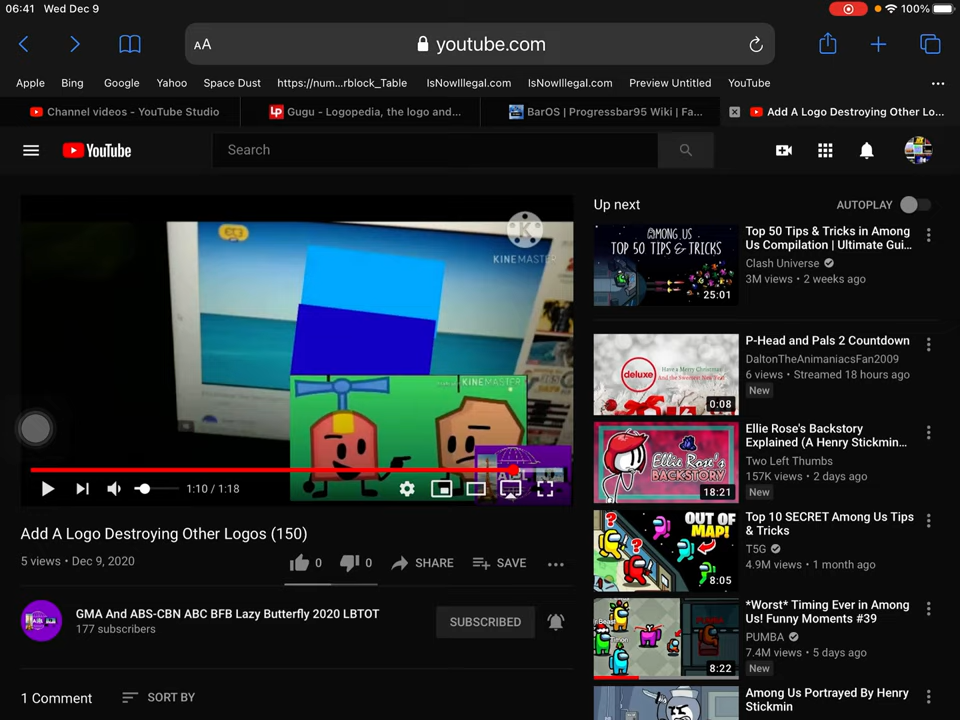 06:41 Wed Dec 9
100%
AA
youtube.com
Apple Bing Google Yahoo Space Dust https://num...rblock_Table IsNowIllegal.com IsNowIllegal.com Preview Untitled YouTube
Channel videos - YouTube Studio
Gugu - Logopedia, the logo and...
BarOS | Progressbar95 Wiki | Fa...
Add A Logo Destroying Other Lo...
YouTube
Search
KINEMASTER
KINEMASTER
1:10 / 1:18
Add A Logo Destroying Other Logos (150)
5 views • Dec 9, 2020
0
0
SHARE
SAVE
GMA And ABS-CBN ABC BFB Lazy Butterfly 2020 LBTOT
177 subscribers
SUBSCRIBED
1 Comment
SORT BY
Up next
AUTOPLAY
AMONG US
TOP 50 TIPS & TRICKS
25:01
Top 50 Tips & Tricks in Among
Us Compilation | Ultimate Gui...
Clash Universe
3M views • 2 weeks ago
deluxe
Have a Merry Christmas
And the Sweetest New Year
0:08
P-Head and Pals 2 Countdown
DaltonTheAnimaniacsFan2009
6 views • Streamed 18 hours ago
New
Ellie Rose's
BACKSTORY
18:21
Ellie Rose's Backstory
Explained (A Henry Stickmin...
Two Left Thumbs
157K views • 2 days ago
New
OUT OF
MAP!
8:05
Top 10 SECRET Among Us Tips
& Tricks
T5G
4.9M views • 1 month ago
8:22
*Worst* Timing Ever in Among
Us! Funny Moments #39
PUMBA
7.4M views • 5 days ago
New
Among Us Portrayed By Henry
Stickmin